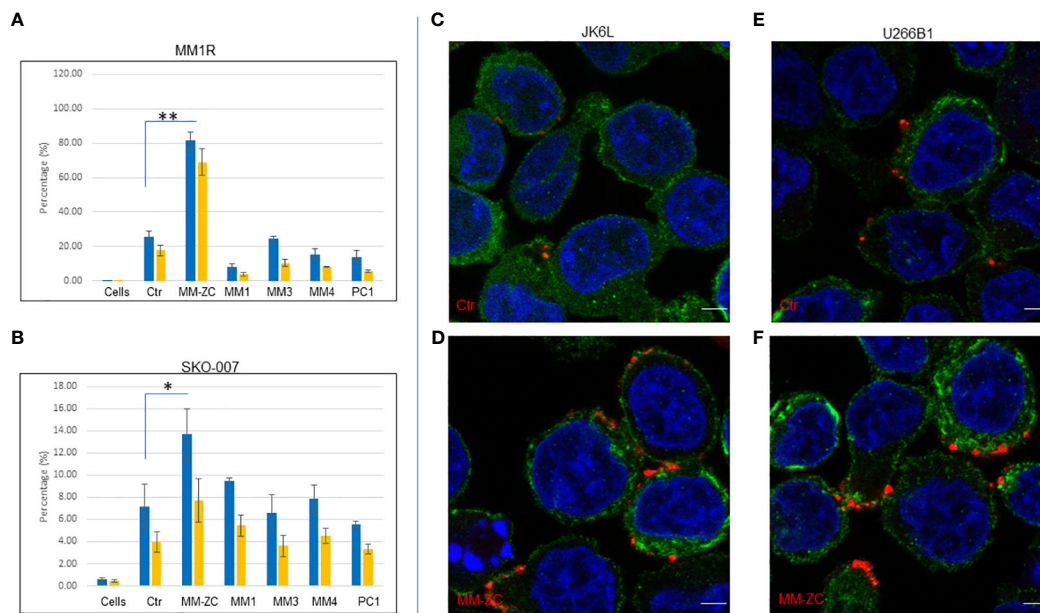 A
MM1R
120.00
100.00
80.00
60.00
40.00
20.00
0.00
Percentage (%)
**
Cells Ctr MM-ZC MM1 MM3 MM4 PC1
B
SKO-007
18.00
16.00
14.00
12.00
10.00
8.00
6.00
4.00
2.00
0.00
Percentage (%)
*
Cells Ctr MM-ZC MM1 MM3 MM4 PC1
C
JK6L
Ctr
D
MM-ZC
E
U266B1
Ctr
F
MM-ZC